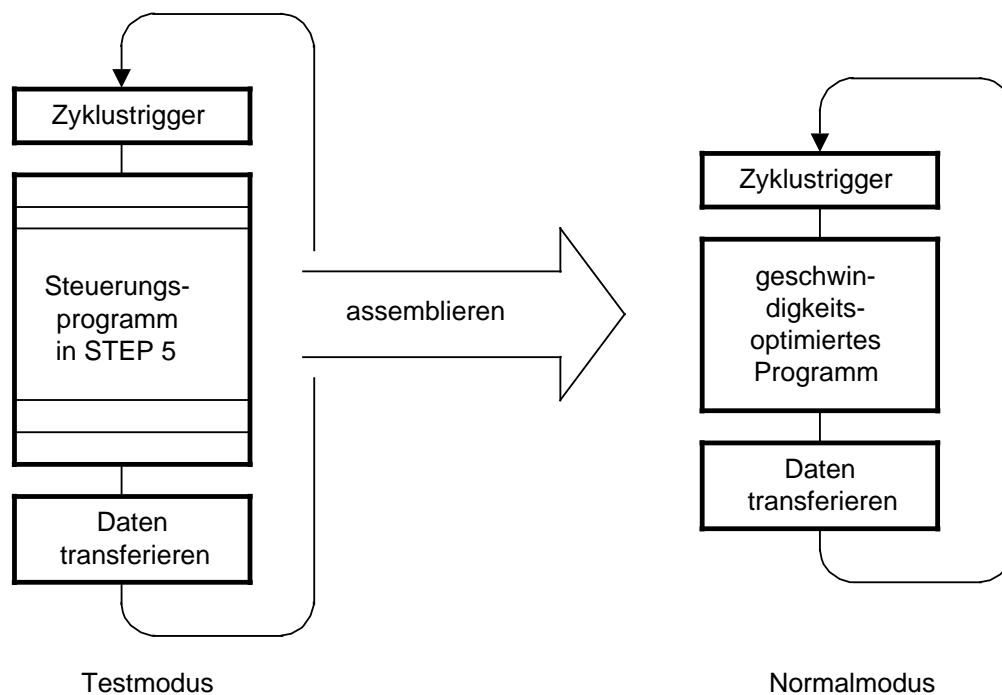 Zyklustrigger
Steuerungs-
programm
in STEP 5
Daten
transferieren
Testmodus
assemblieren
Zyklustrigger
geschwin-
digkeits-
optimiertes
Programm
Daten
transferieren
Normalmodus